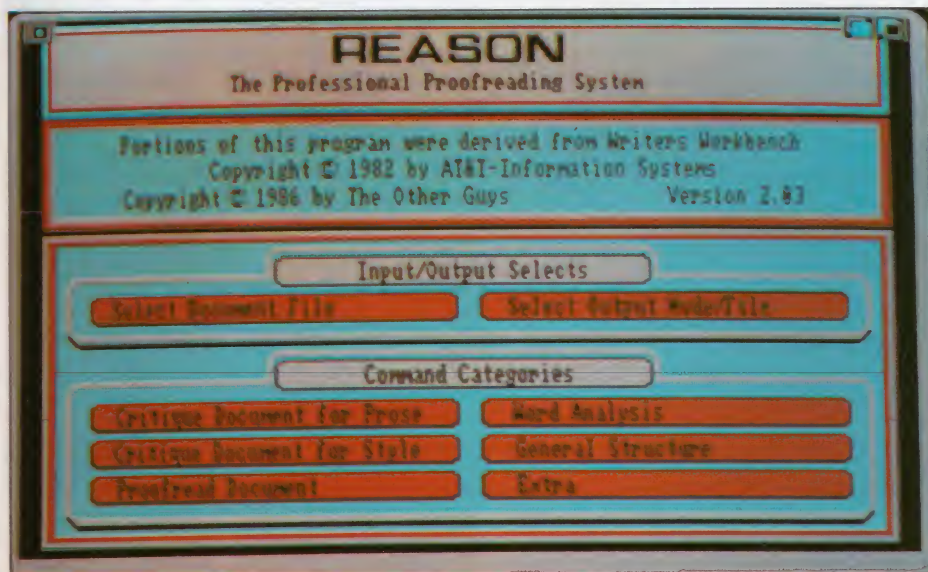 REASON
The Professional Proofreading System
Portions of this program were derived from Writers Workbench
Copyright © 1982 by AT&T-Information Systems
Copyright © 1986 by The Other Guys Version 2.03
Input/Output Selects
Select Document File Select Output Mode/File
Command Categories
Critique Document for Prose Word Analysis
Critique Document for Style General Structure
Proofread Document Extra